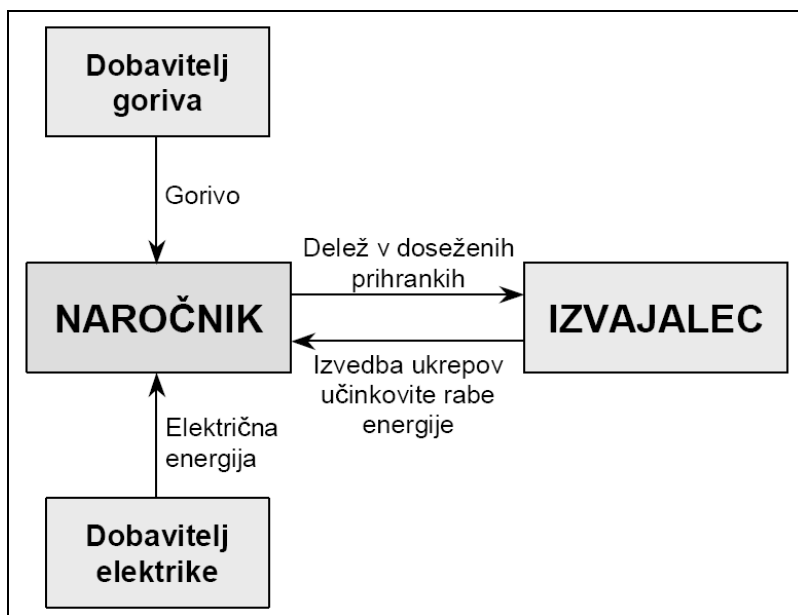 Dobavitelj
goriva
Gorivo
Delež v doseženih
prihrankih
NAROČNIK
IZVAJALEC
Izvedba ukrepov
učinkovite rabe
energije
Električna
energija
Dobavitelj
elektrike